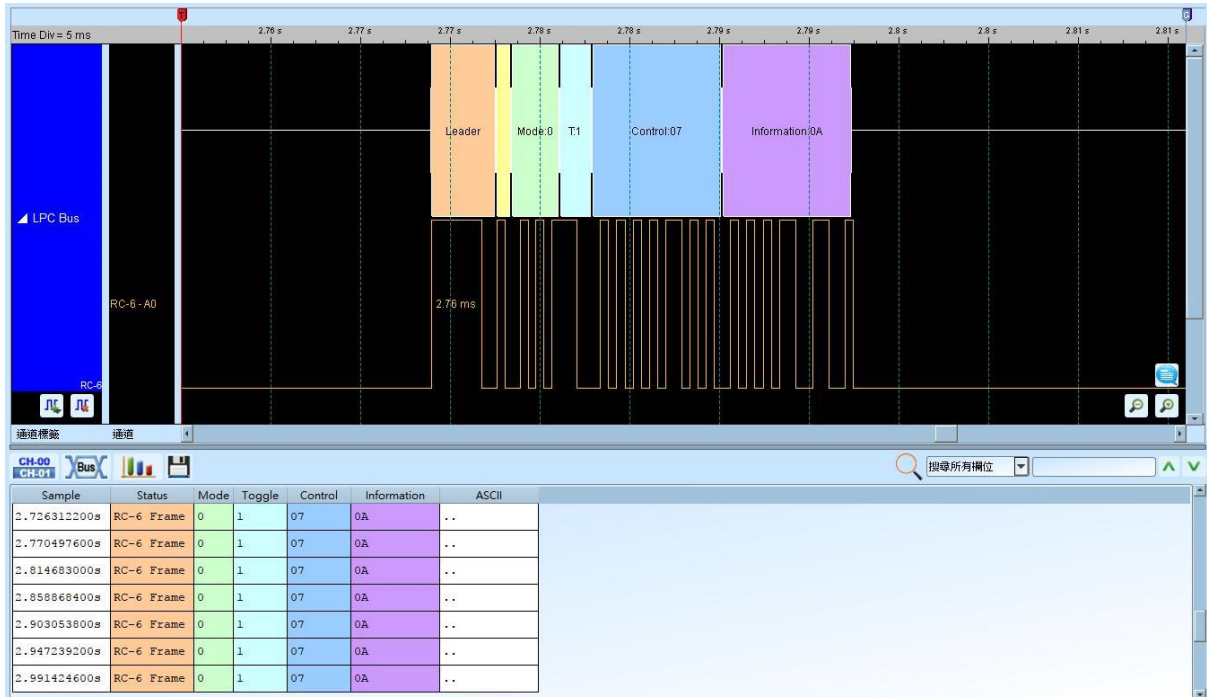 Time Div = 5 ms
2.76 s 2.77 s 2.77 s 2.78 s 2.78 s 2.79 s 2.79 s 2.8 s 2.8 s 2.81 s 2.81 s
Leader Mode:0 T:1 Control:07 Information:0A
LPC Bus
RC-6 - A0 2.76 ms
RC-6
通道標籤 通道
CH-00
CH-01
Bus
搜尋所有欄位
Sample Status Mode Toggle Control Information ASCII
2.726312200s RC-6 Frame 0 1 07 0A ..
2.770497600s RC-6 Frame 0 1 07 0A ..
2.814683000s RC-6 Frame 0 1 07 0A ..
2.858868400s RC-6 Frame 0 1 07 0A ..
2.903053800s RC-6 Frame 0 1 07 0A ..
2.947239200s RC-6 Frame 0 1 07 0A ..
2.991424600s RC-6 Frame 0 1 07 0A ..